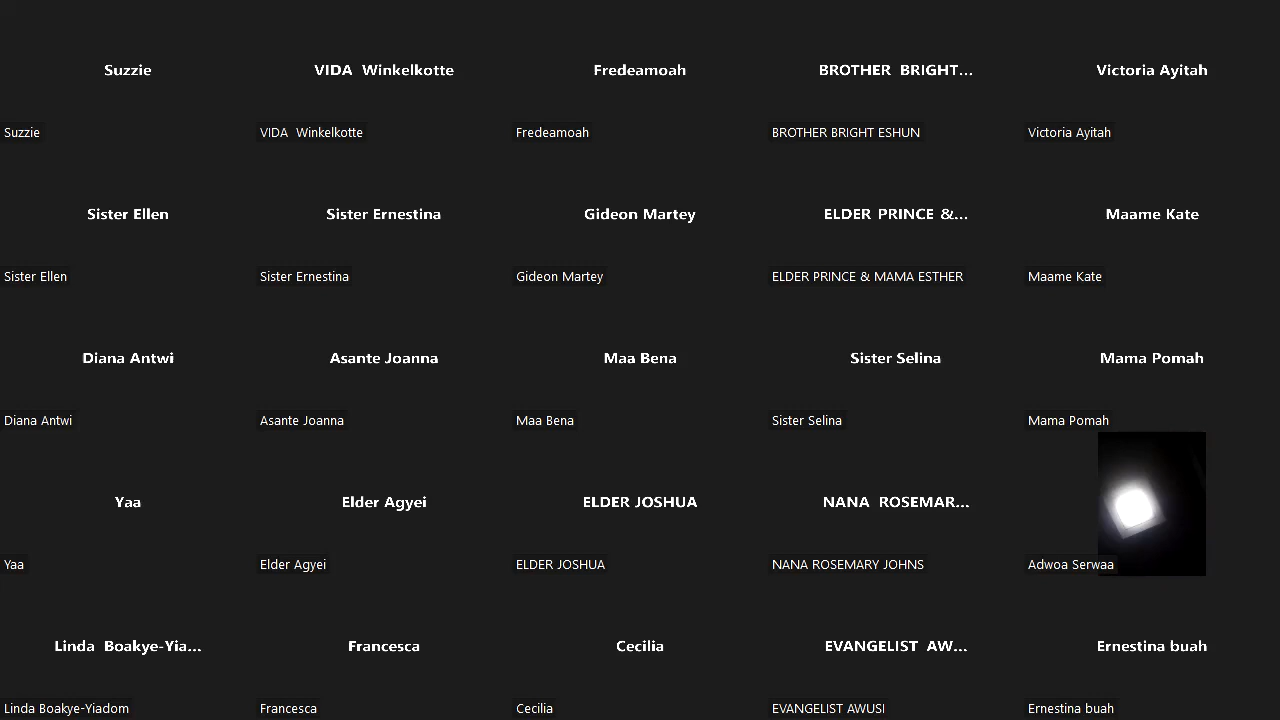 Suzzie
VIDA Winkelkotte
Fredeamoah
BROTHER BRIGHT...
Victoria Ayitah
Suzzie
VIDA Winkelkotte
Fredeamoah
BROTHER BRIGHT ESHUN
Victoria Ayitah
Sister Ellen
Sister Ernestina
Gideon Martey
ELDER PRINCE &...
Maame Kate
Sister Ellen
Sister Ernestina
Gideon Martey
ELDER PRINCE & MAMA ESTHER
Maame Kate
Diana Antwi
Asante Joanna
Maa Bena
Sister Selina
Mama Pomah
Diana Antwi
Asante Joanna
Maa Bena
Sister Selina
Mama Pomah
Yaa
Elder Agyei
ELDER JOSHUA
NANA ROSEMAR...
Yaa
Elder Agyei
ELDER JOSHUA
NANA ROSEMARY JOHNS
Adwoa Serwaa
Linda Boakye-Yia...
Francesca
Cecilia
EVANGELIST AW...
Ernestina buah
Linda Boakye-Yiadom
Francesca
Cecilia
EVANGELIST AWUSI
Ernestina buah